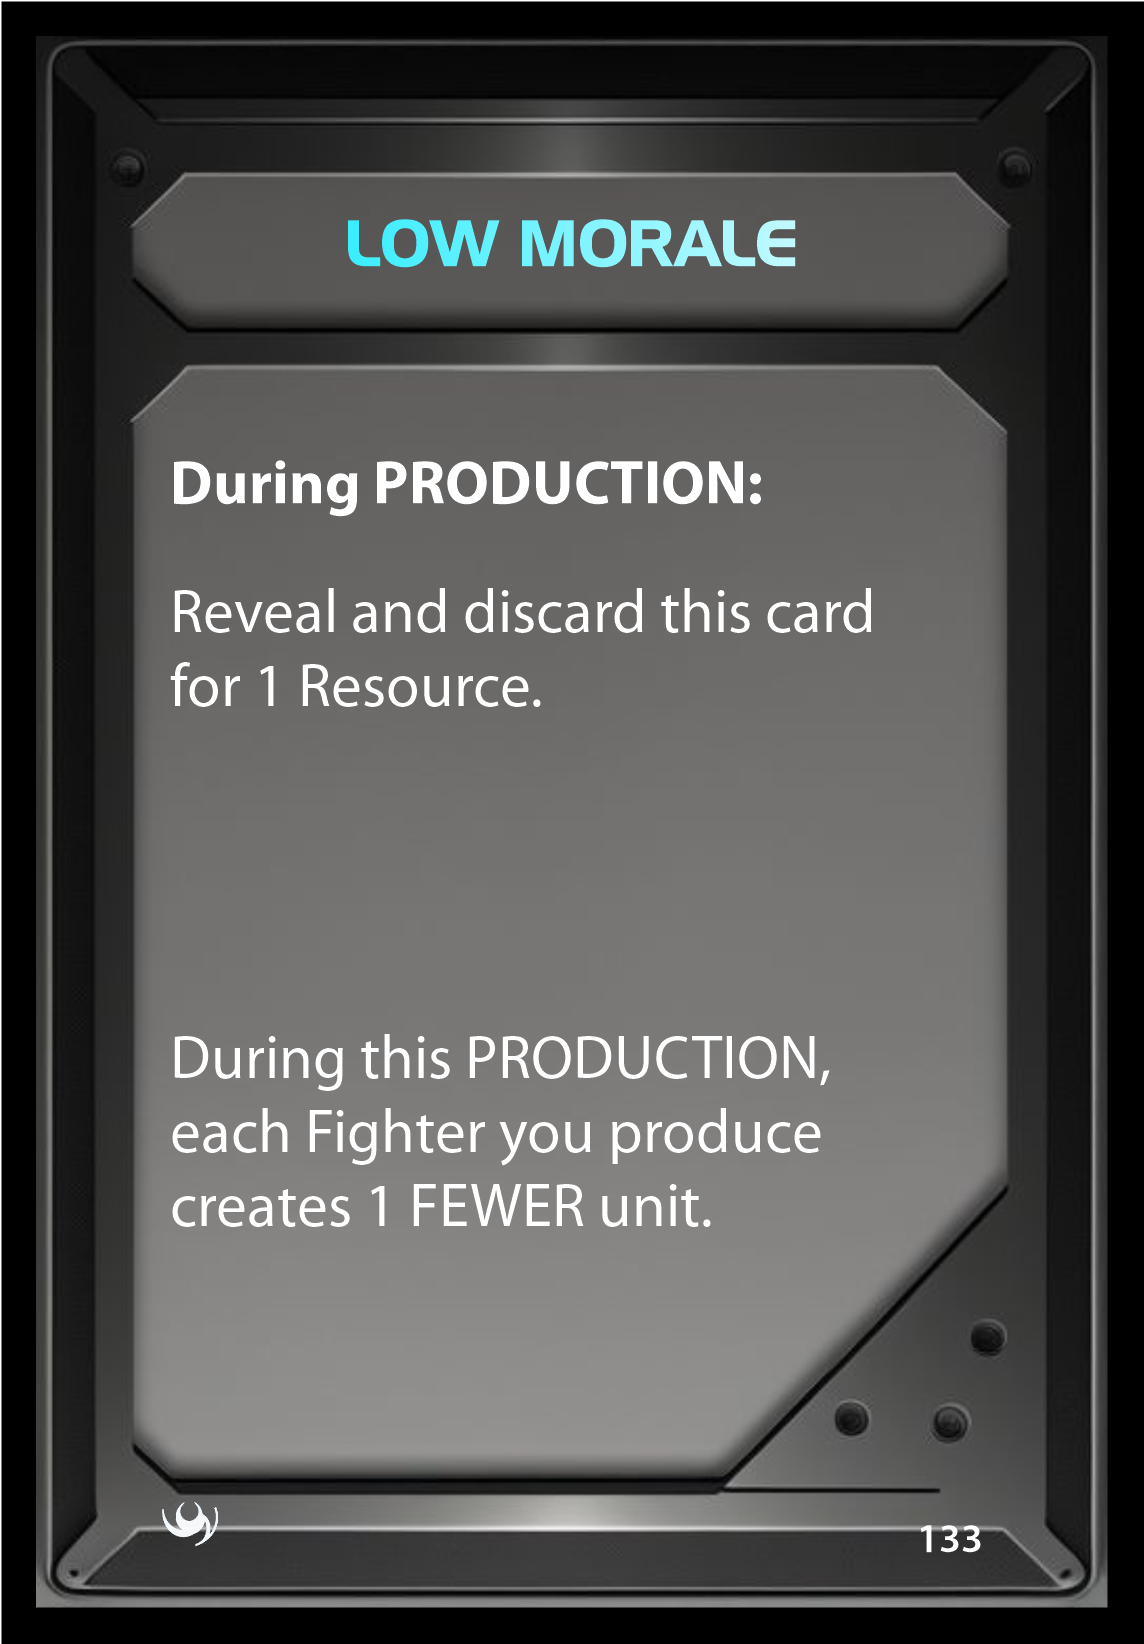 LOW MORALE
During PRODUCTION:
Reveal and discard this card
for 1 Resource.
During this PRODUCTION,
each Fighter you produce
creates 1 FEWER unit.
133